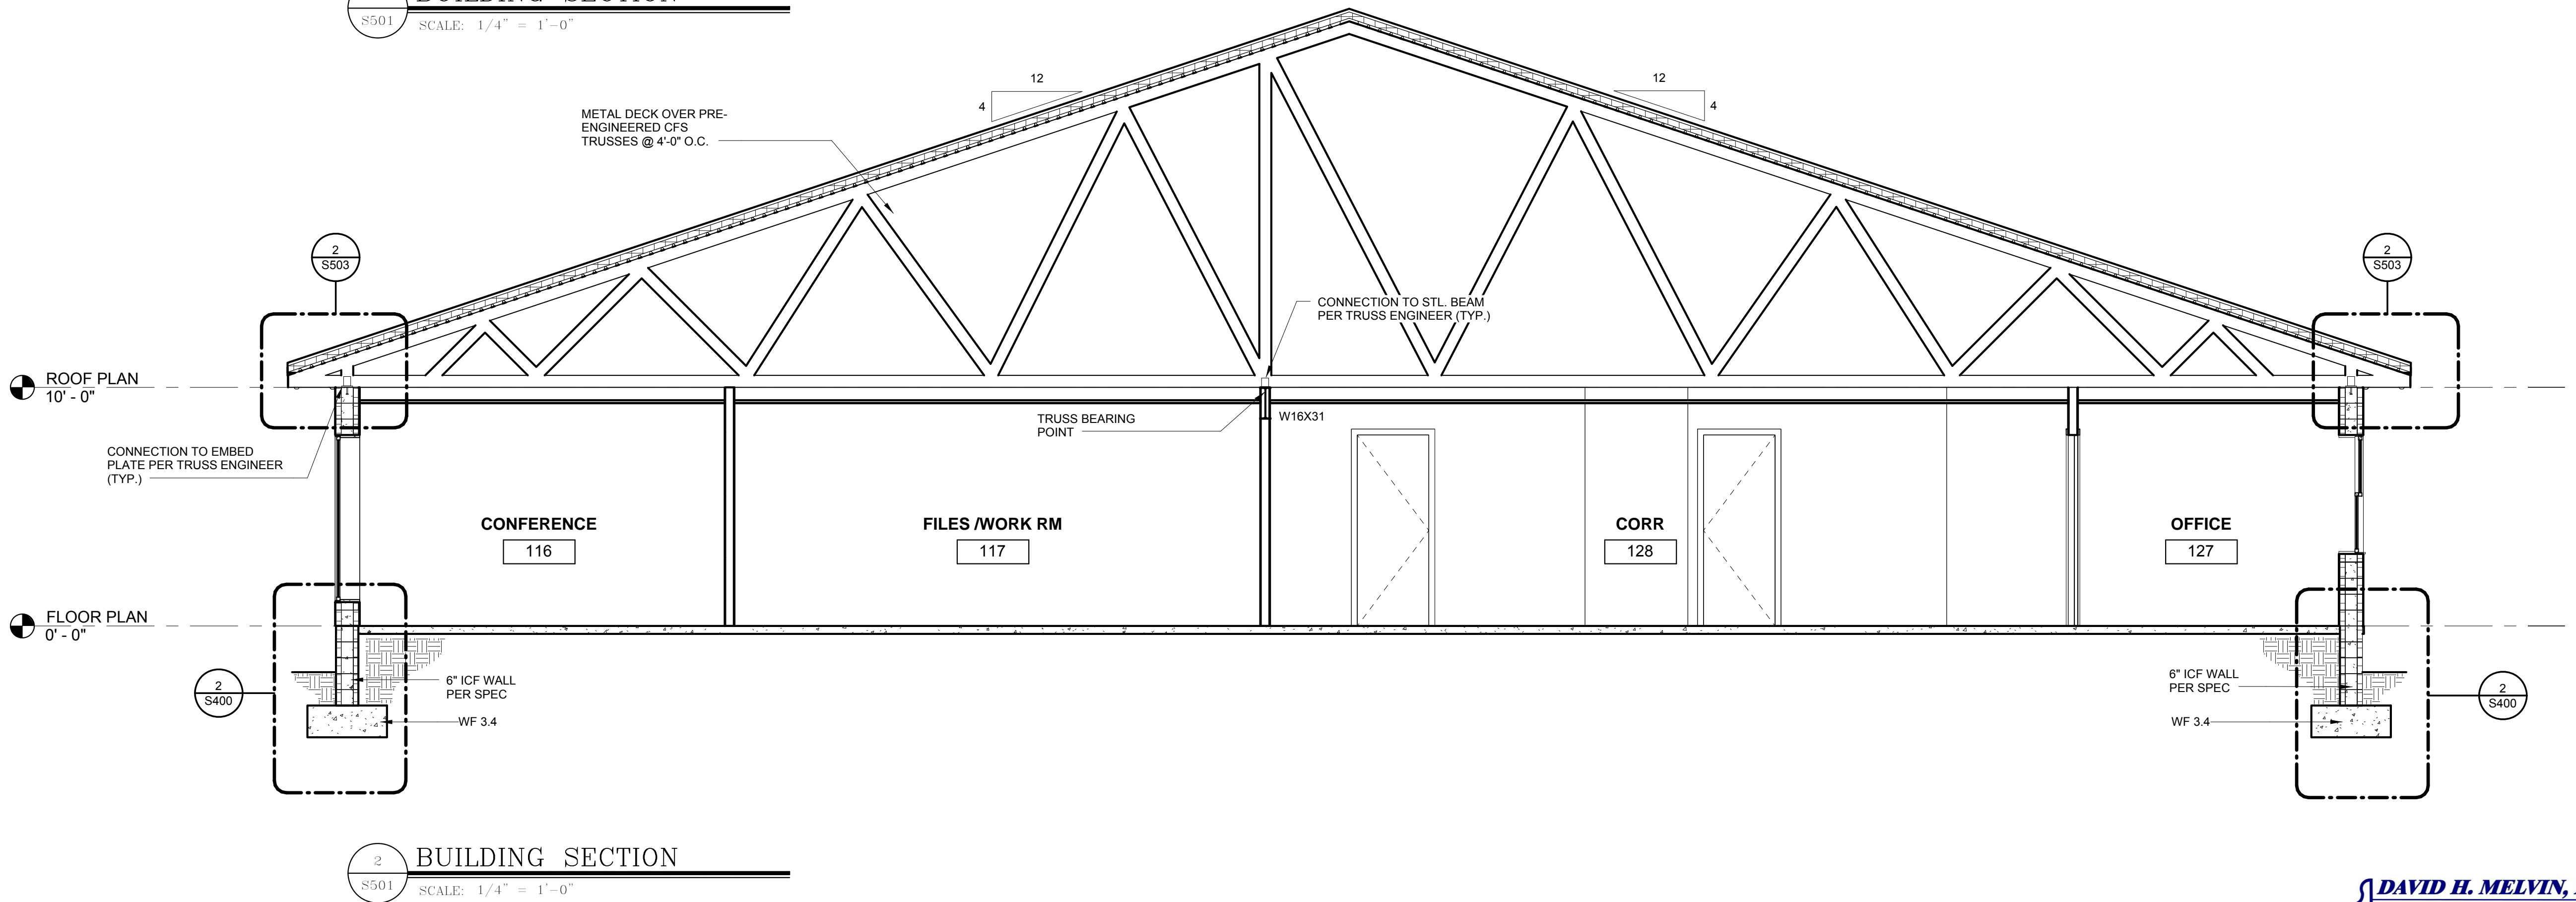 BUILDING SECTION
S501
SCALE: 1/4" = 1'-0"
12
4
12
4
METAL DECK OVER PRE-
ENGINEERED CFS
TRUSSES @ 4'-0" O.C.
2
S503
2
S503
CONNECTION TO STL. BEAM
PER TRUSS ENGINEER (TYP.)
ROOF PLAN
10' - 0"
TRUSS BEARING
POINT
W16X31
CONNECTION TO EMBED
PLATE PER TRUSS ENGINEER
(TYP.)
CONFERENCE
116
FILES /WORK RM
117
CORR
128
OFFICE
127
FLOOR PLAN
0' - 0"
6" ICF WALL
PER SPEC
2
S400
WF 3.4
6" ICF WALL
PER SPEC
2
S400
WF 3.4
2
S501
BUILDING SECTION
SCALE: 1/4" = 1'-0"
DAVID H. MELVIN,